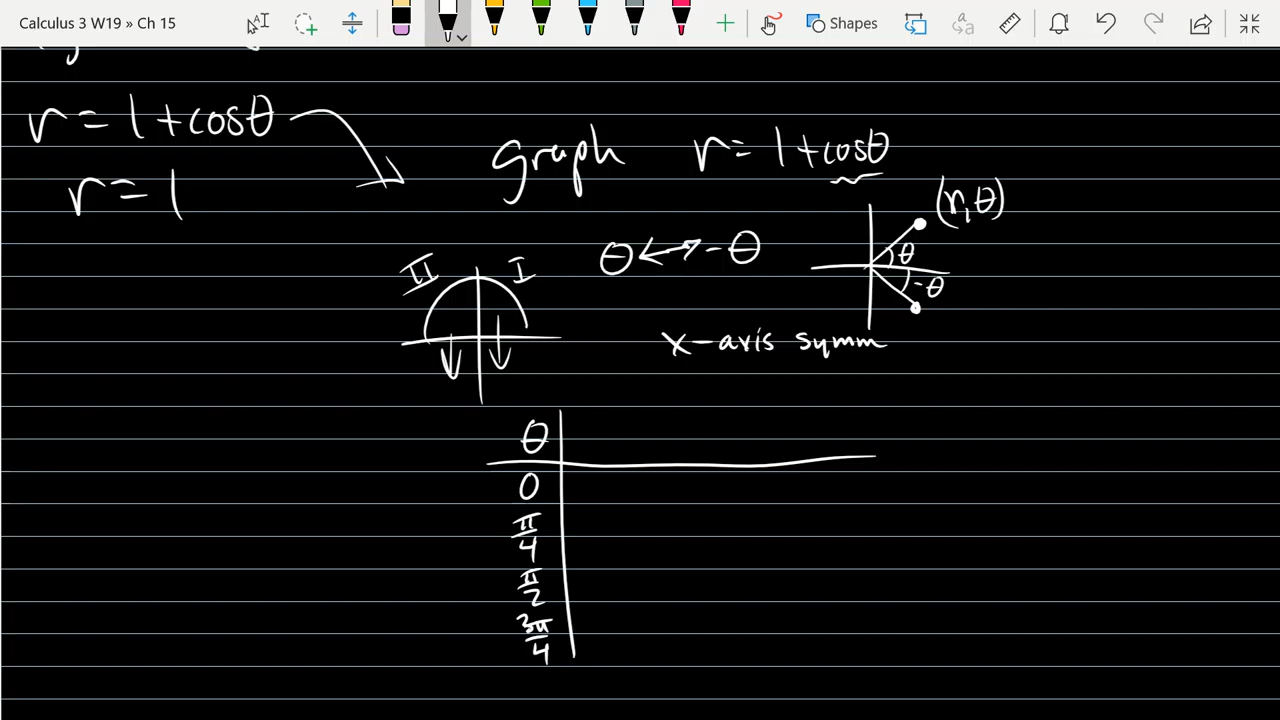 Calculus 3 W19 » Ch 15
Shapes
r = 1 + cosθ
r = 1
graph r = 1 + cosθ
(r, θ)
θ ↔ -θ
θ
-θ
II I
x-axis symm
θ
0
π/4
π/2
3π/4